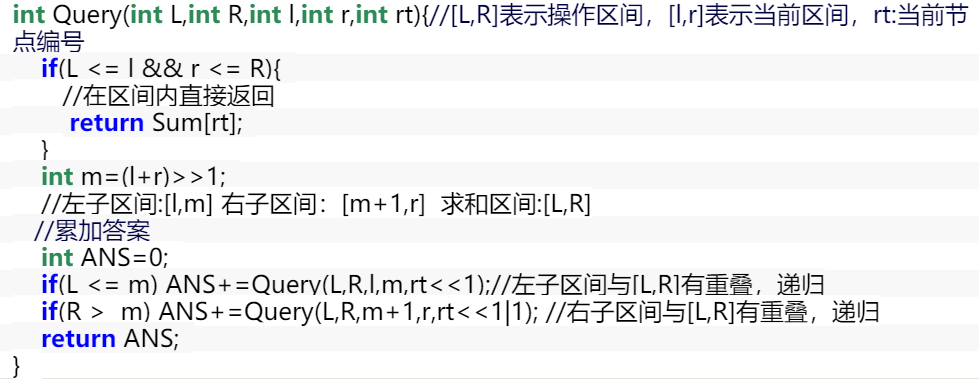 int Query(int L,int R,int l,int r,int rt){//[L,R]表示操作区间，[l,r]表示当前区间，rt:当前节
点编号
if(L <= l && r <= R){
//在区间内直接返回
return Sum[rt];
}
int m=(l+r)>>1;
//左子区间:[l,m] 右子区间：[m+1,r]  求和区间:[L,R]
//累加答案
int ANS=0;
if(L <= m) ANS+=Query(L,R,l,m,rt<<1);//左子区间与[L,R]有重叠，递归
if(R >  m) ANS+=Query(L,R,m+1,r,rt<<1|1); //右子区间与[L,R]有重叠，递归
return ANS;
}